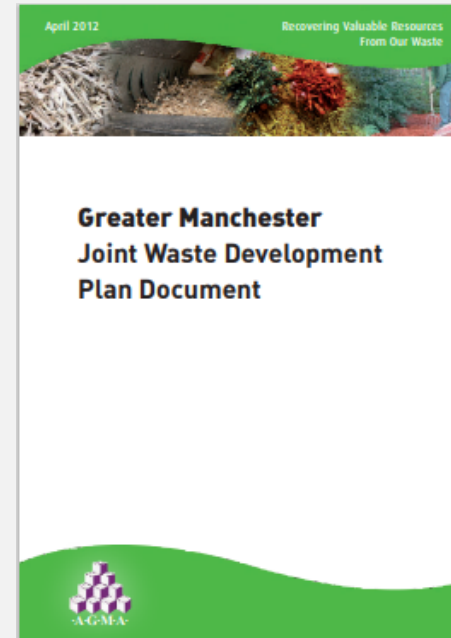 April 2012
Recovering Valuable Resources
From Our Waste
Greater Manchester
Joint Waste Development
Plan Document
·A·G·M·A·